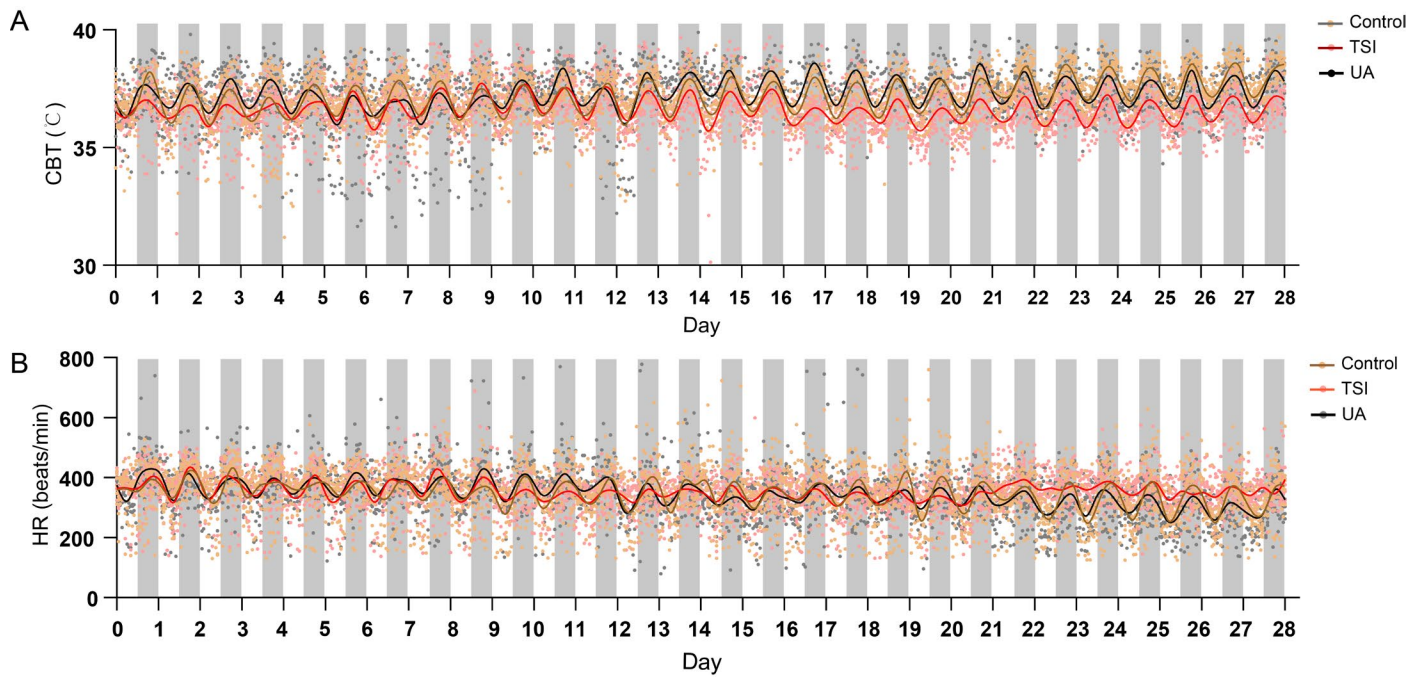 A
40
35
30
CBT (℃)
Control
TSI
UA
0 1 2 3 4 5 6 7 8 9 10 11 12 13 14 15 16 17 18 19 20 21 22 23 24 25 26 27 28
Day
B
800
600
400
200
0
HR (beats/min)
Control
TSI
UA
0 1 2 3 4 5 6 7 8 9 10 11 12 13 14 15 16 17 18 19 20 21 22 23 24 25 26 27 28
Day